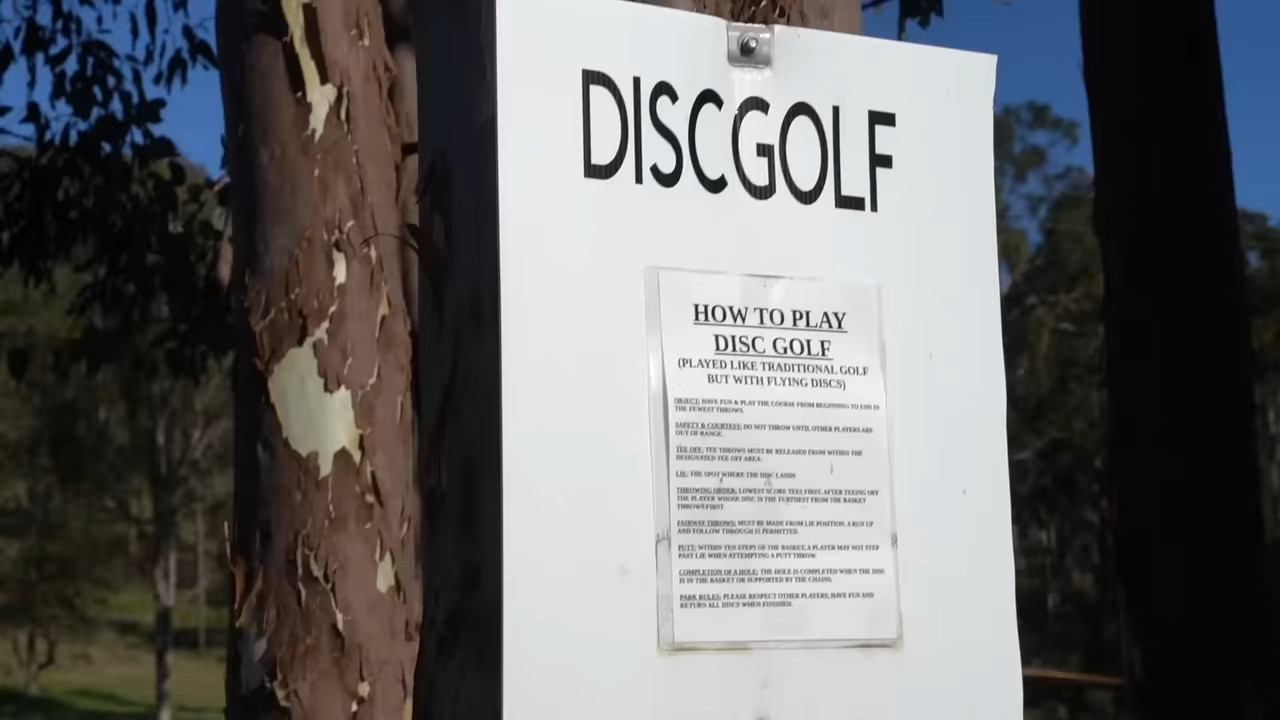 DISCGOLF
HOW TO PLAY
DISC GOLF
(PLAYED LIKE TRADITIONAL GOLF
BUT WITH FLYING DISCS)
OBJECT: HAVE FUN & PLAY THE COURSE FROM BEGINNING TO END IN
THE FEWEST THROWS.
SAFETY & COURTESY: DO NOT THROW UNTIL OTHER PLAYERS ARE
OUT OF RANGE.
TEE OFF: TEE THROWS MUST BE RELEASED FROM WITHIN THE
DESIGNATED TEE OFF AREA.
LIE: THE SPOT WHERE THE DISC LANDS
THROWING ORDER: LOWEST SCORE TEES FIRST. AFTER TEEING OFF
THE PLAYER WHOSE DISC IS THE FURTHEST FROM THE BASKET
THROWS FIRST.
FAIRWAY THROWS: MUST BE MADE FROM LIE POSITION. A RUN UP
AND FOLLOW THROUGH IS PERMITTED.
PUTT: WITHIN TEN STEPS OF THE BASKET, A PLAYER MAY NOT STEP
PAST LIE WHEN ATTEMPTING A PUTT THROW.
COMPLETION OF A HOLE: THE HOLE IS COMPLETED WHEN THE DISC
IS IN THE BASKET OR SUPPORTED BY THE CHAINS.
PARK RULES: PLEASE RESPECT OTHER PLAYERS, HAVE FUN AND
RETURN ALL DISCS WHEN FINISHED.